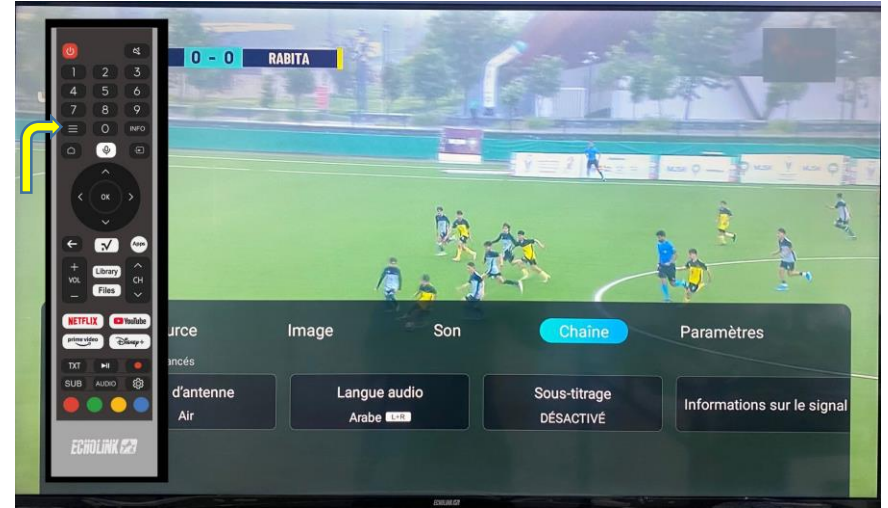 0 - 0 RABITA
1 2 3
4 5 6
7 8 9
0 INFO
OK
Apps
+ Library
VOL CH
- Files
NETFLIX YouTube
prime video Disney+
TXT
SUB AUDIO
ECHOLINK
urce Image Son Chaîne Paramètres
ancés
d'antenne
Air
Langue audio
Arabe L+R
Sous-titrage
DÉSACTIVÉ
Informations sur le signal
ECHOLINK